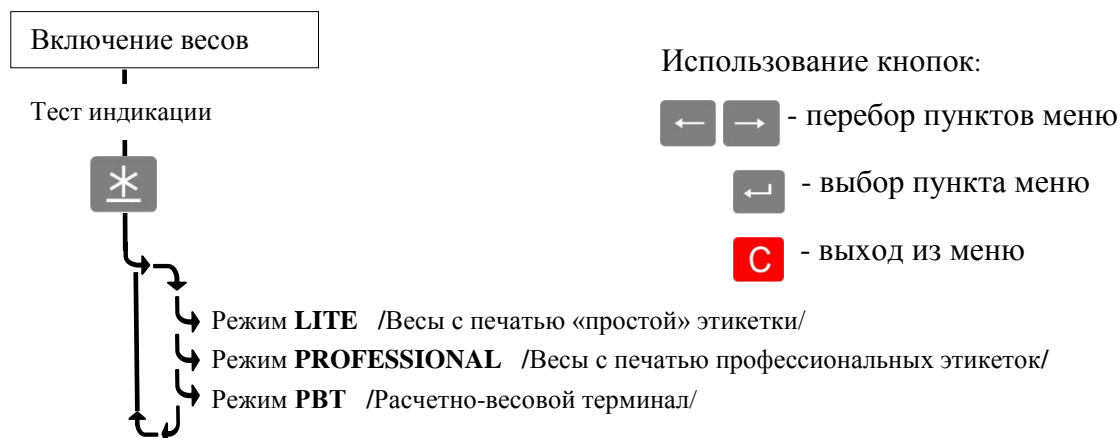 Включение весов
Тест индикации
Использование кнопок:
- перебор пунктов меню
- выбор пункта меню
C - выход из меню
Режим LITE /Весы с печатью «простой» этикетки/
Режим PROFESSIONAL /Весы с печатью профессиональных этикеток/
Режим РВТ /Расчетно-весовой терминал/